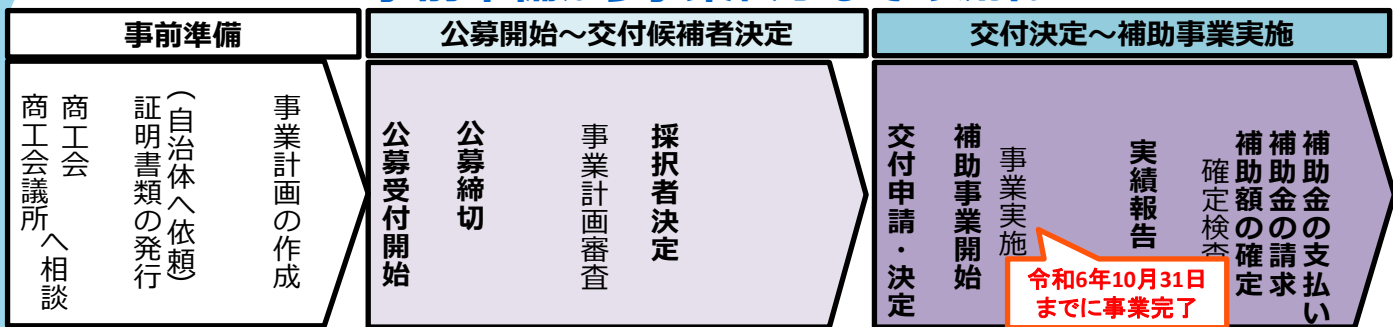 事前準備
公募開始～交付候補者決定
交付決定～補助事業実施
商工会
商工会議所へ相談
証明書類の発行
(自治体へ依頼)
事業計画の作成
公募受付開始
公募締切
事業計画審査
採択者決定
交付申請・決定
補助事業開始
事業実施
令和6年10月31日
までに事業完了
実績報告
確定検査
補助額の確定
補助金の請求
補助金の支払い